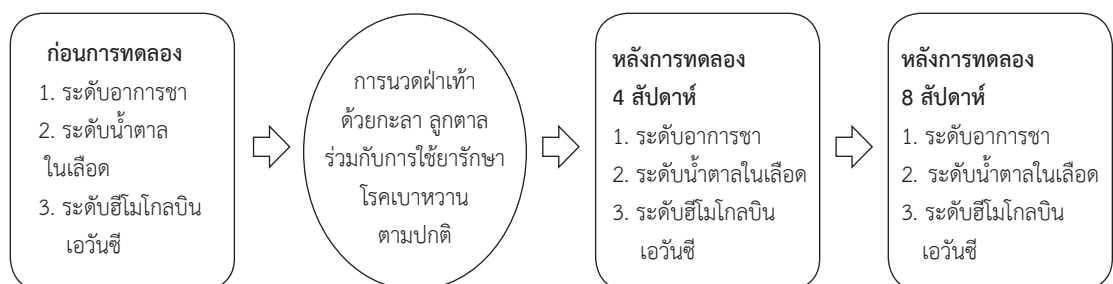 ก่อนการทดลอง
1. ระดับอาการชา
2. ระดับน้ำตาล
ในเลือด
3. ระดับฮีโมโกลบิน
เอวันซี
การนวดฝ่าเท้า
ด้วยกะลา ลูกตาล
ร่วมกับการใช้ยารักษา
โรคเบาหวาน
ตามปกติ
หลังการทดลอง
4 สัปดาห์
1. ระดับอาการชา
2. ระดับน้ำตาลในเลือด
3. ระดับฮีโมโกลบิน
เอวันซี
หลังการทดลอง
8 สัปดาห์
1. ระดับอาการชา
2. ระดับน้ำตาลในเลือด
3. ระดับฮีโมโกลบิน
เอวันซี